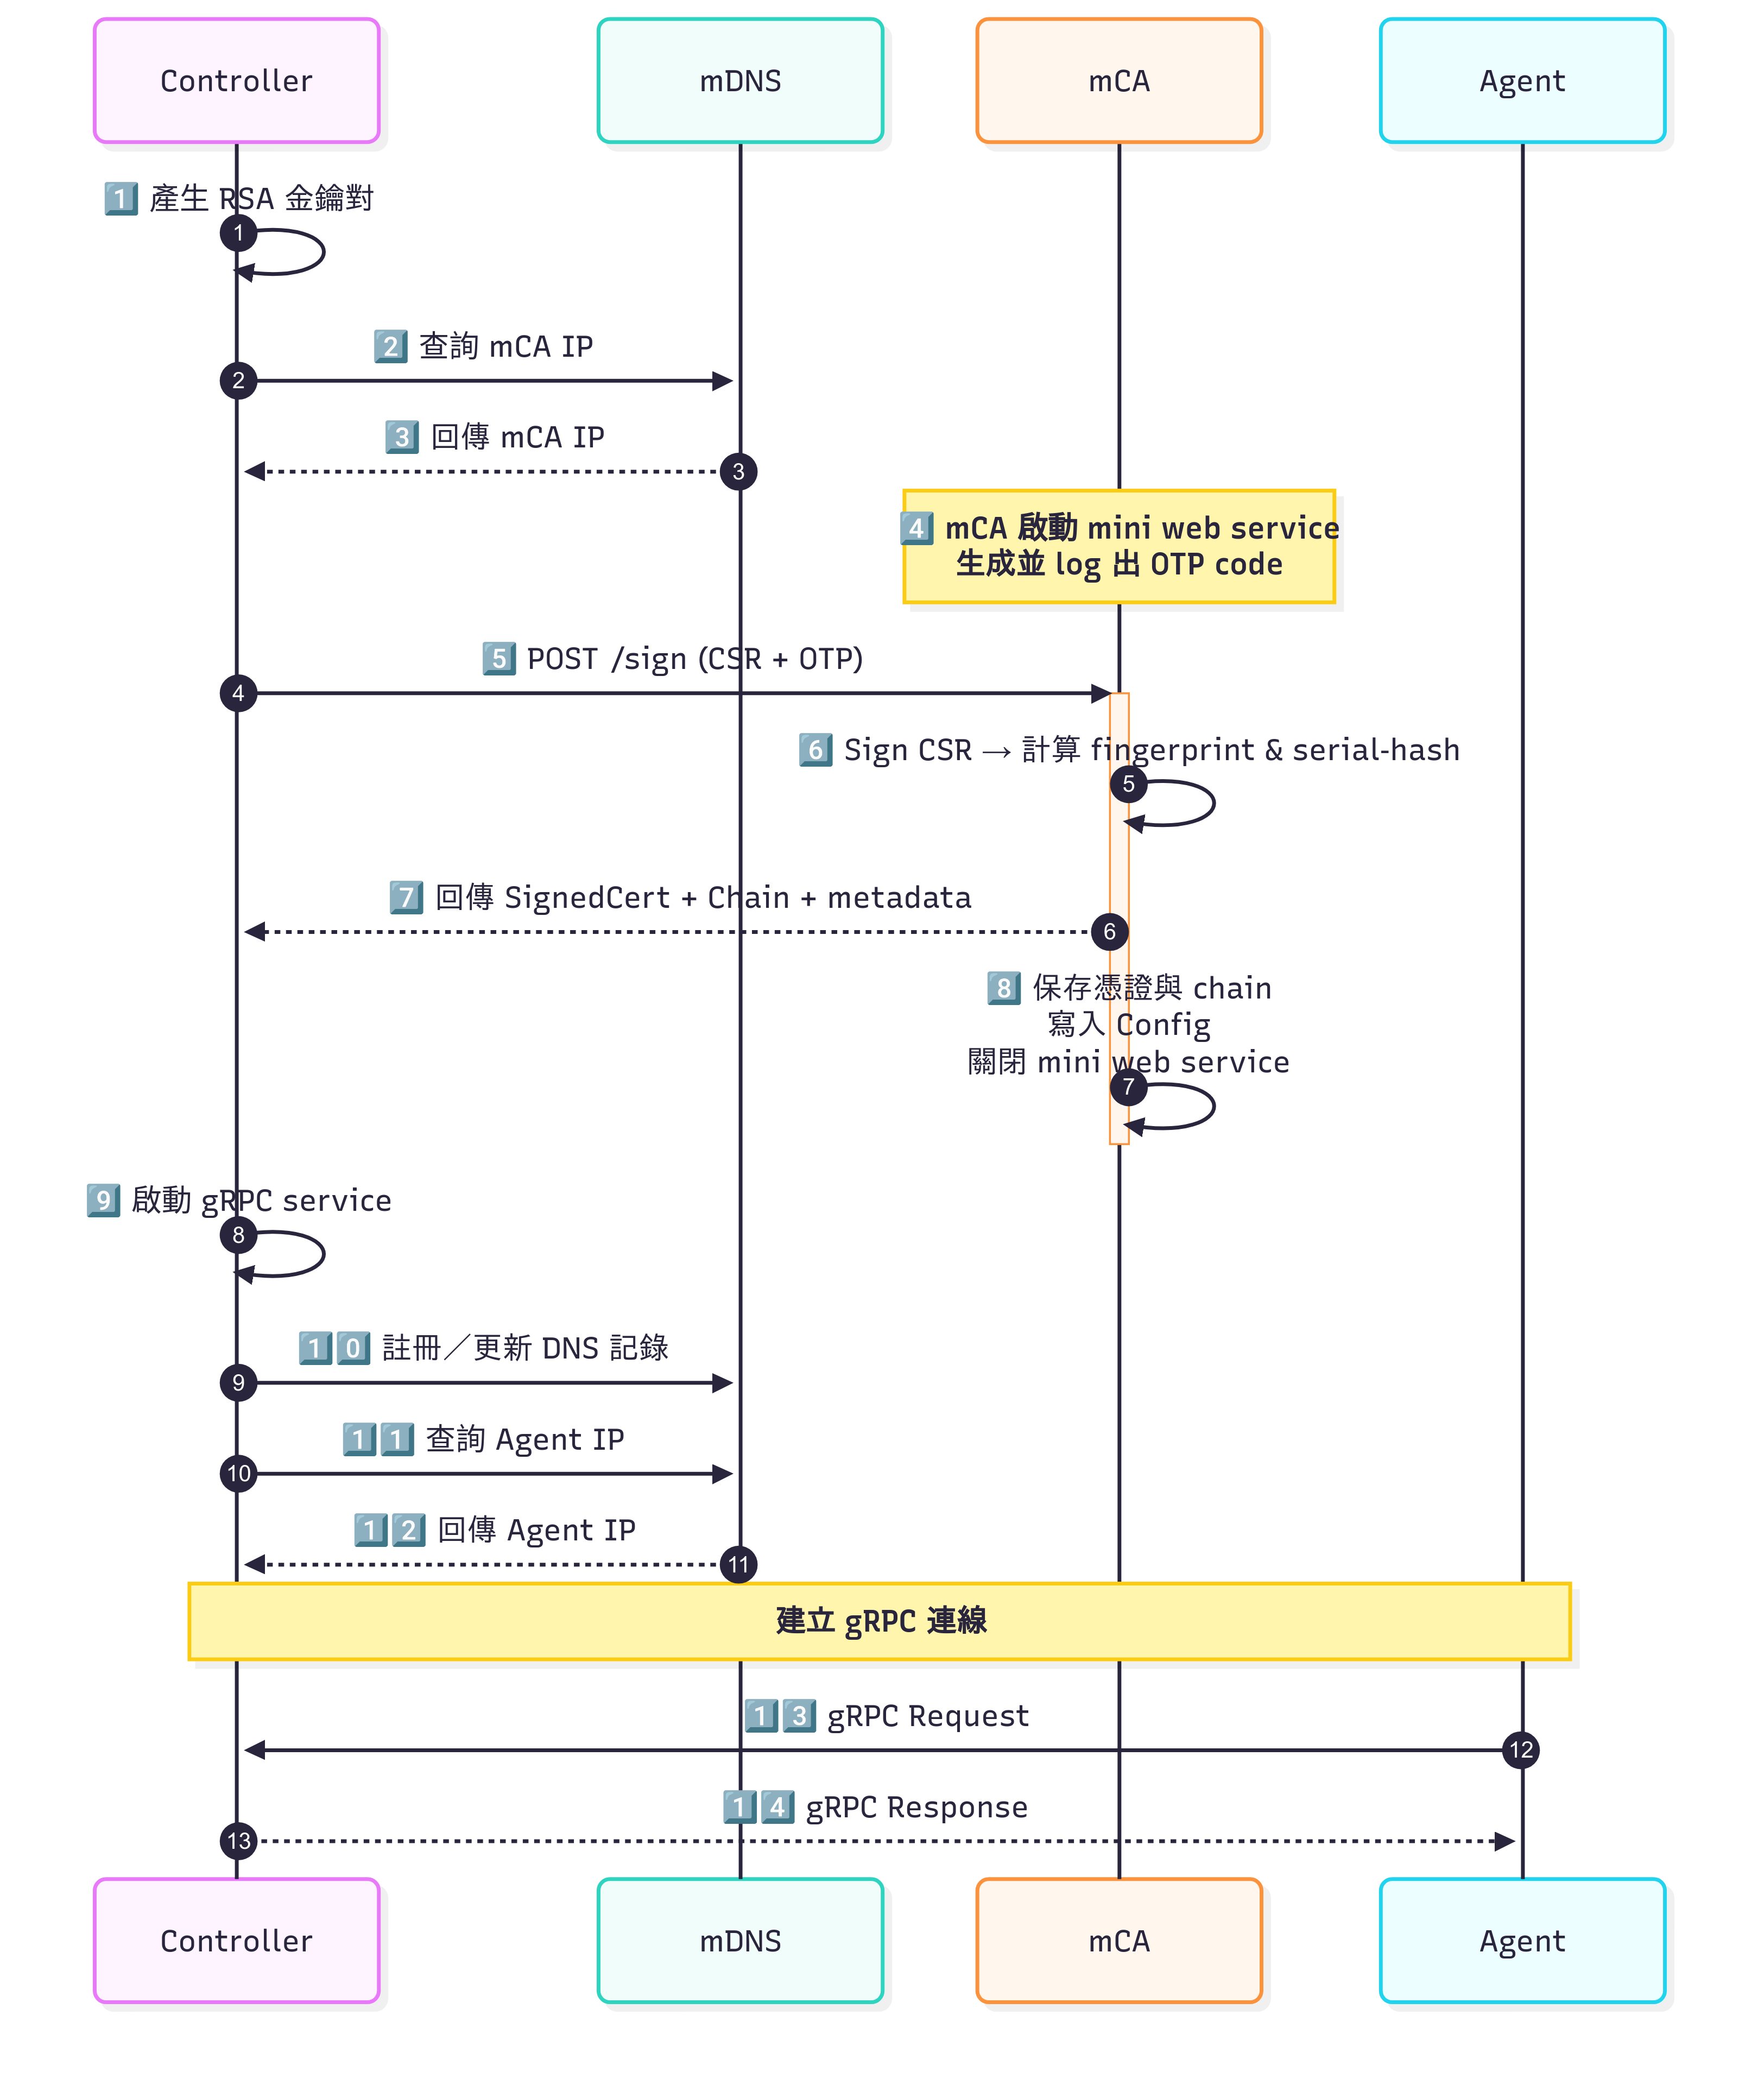 Controller
mDNS
mCA
Agent
1️⃣ 產生 RSA 金鑰對
1
2️⃣ 查詢 mCA IP
2
3️⃣ 回傳 mCA IP
3
4️⃣ mCA 啟動 mini web service
生成並 log 出 OTP code
5️⃣ POST /sign (CSR + OTP)
4
6️⃣ Sign CSR → 計算 fingerprint & serial-hash
5
7️⃣ 回傳 SignedCert + Chain + metadata
6
8️⃣ 保存憑證與 chain
寫入 Config
關閉 mini web service
7
9️⃣ 啟動 gRPC service
8
1️⃣0️⃣ 註冊／更新 DNS 記錄
9
1️⃣1️⃣ 查詢 Agent IP
10
1️⃣2️⃣ 回傳 Agent IP
11
建立 gRPC 連線
1️⃣3️⃣ gRPC Request
12
1️⃣4️⃣ gRPC Response
13
Controller
mDNS
mCA
Agent